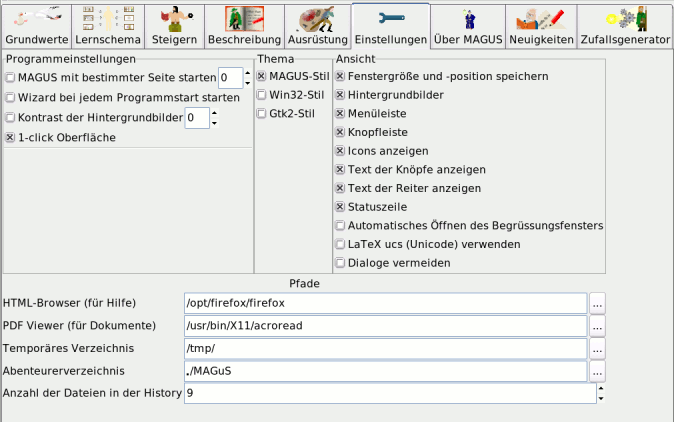 Grundwerte Lernschema Steigern Beschreibung Ausrüstung Einstellungen Über MAGUS Neuigkeiten Zufallsgenerator
Programmeinstellungen
MAGUS mit bestimmter Seite starten 0
Wizard bei jedem Programmstart starten
Kontrast der Hintergrundbilder 0
1-click Oberfläche
Thema
MAGUS-Stil
Win32-Stil
Gtk2-Stil
Ansicht
Fenstergröße und -position speichern
Hintergrundbilder
Menüleiste
Knopfleiste
Icons anzeigen
Text der Knöpfe anzeigen
Text der Reiter anzeigen
Statuszeile
Automatisches Öffnen des Begrüssungsfensters
LaTeX ucs (Unicode) verwenden
Dialoge vermeiden
Pfade
HTML-Browser (für Hilfe) /opt/firefox/firefox ...
PDF Viewer (für Dokumente) /usr/bin/X11/acroread ...
Temporäres Verzeichnis /tmp/ ...
Abenteurerverzeichnis ./MAGuS ...
Anzahl der Dateien in der History 9